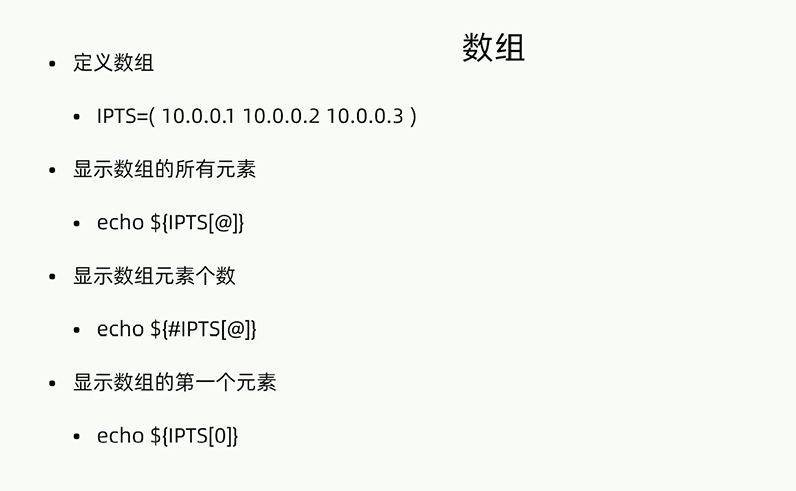 数组
• 定义数组
• IPTS=( 10.0.0.1 10.0.0.2 10.0.0.3 )
• 显示数组的所有元素
• echo ${IPTS[@]}
• 显示数组元素个数
• echo ${#IPTS[@]}
• 显示数组的第一个元素
• echo ${IPTS[0]}